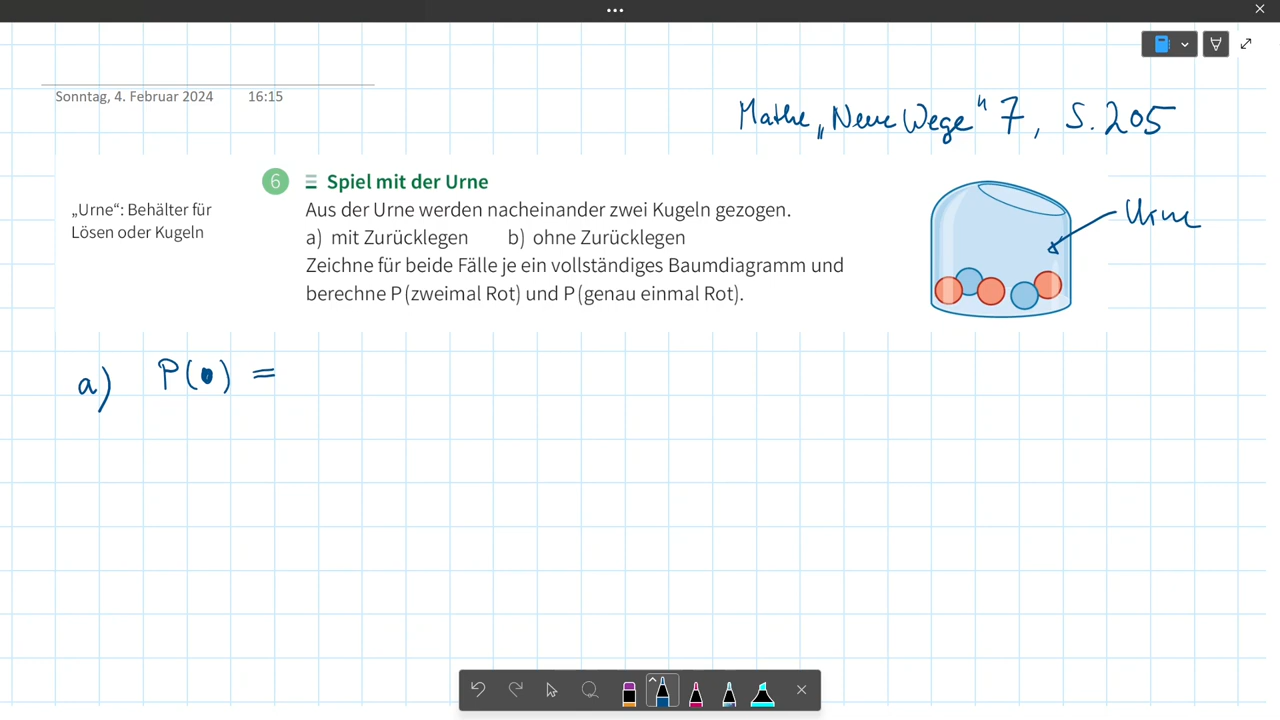 Sonntag, 4. Februar 2024 16:15
Mathe „Neue Wege“ 7, S. 205
6 Spiel mit der Urne
„Urne“: Behälter für
Lösen oder Kugeln
Aus der Urne werden nacheinander zwei Kugeln gezogen.
a) mit Zurücklegen b) ohne Zurücklegen
Zeichne für beide Fälle je ein vollständiges Baumdiagramm und
berechne P(zweimal Rot) und P(genau einmal Rot).
Urne
a) P(●) =